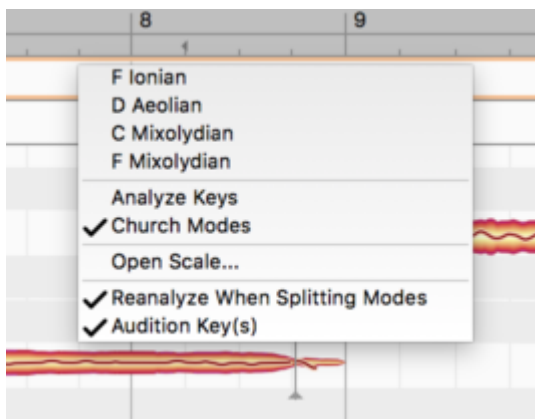 8 9
F Ionian
D Aeolian
C Mixolydian
F Mixolydian
Analyze Keys
Church Modes
Open Scale...
Reanalyze When Splitting Modes
Audition Key(s)